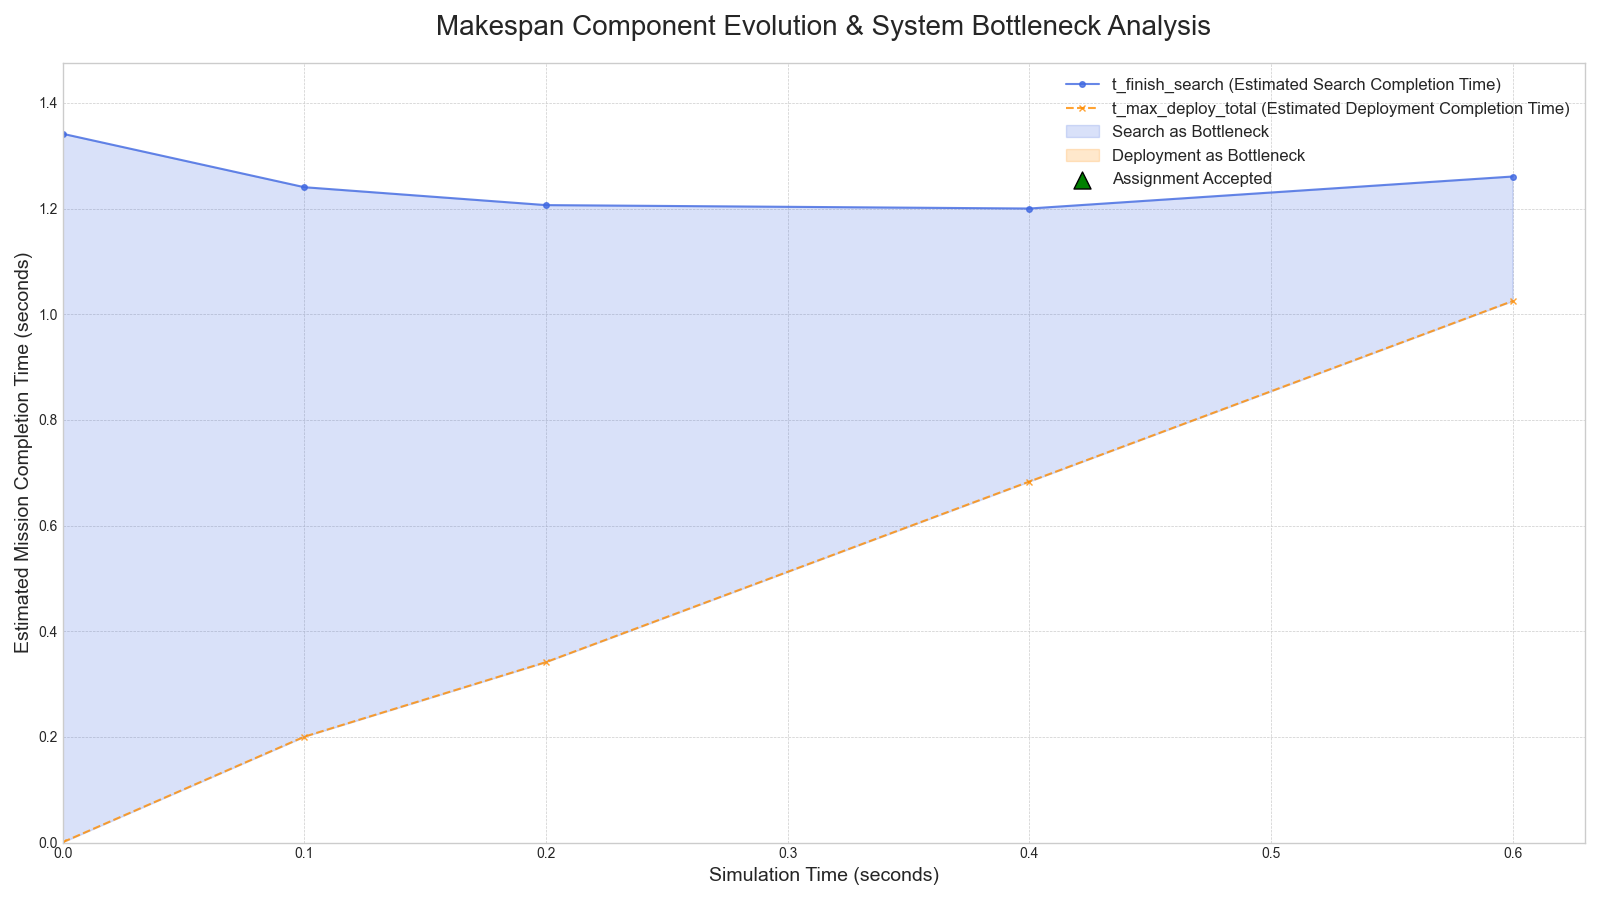 Makespan Component Evolution & System Bottleneck Analysis
t_finish_search (Estimated Search Completion Time)
t_max_deploy_total (Estimated Deployment Completion Time)
Search as Bottleneck
Deployment as Bottleneck
Assignment Accepted
Estimated Mission Completion Time (seconds)
1.4
1.2
1.0
0.8
0.6
0.4
0.2
0.0
0.0 0.1 0.2 0.3 0.4 0.5 0.6
Simulation Time (seconds)